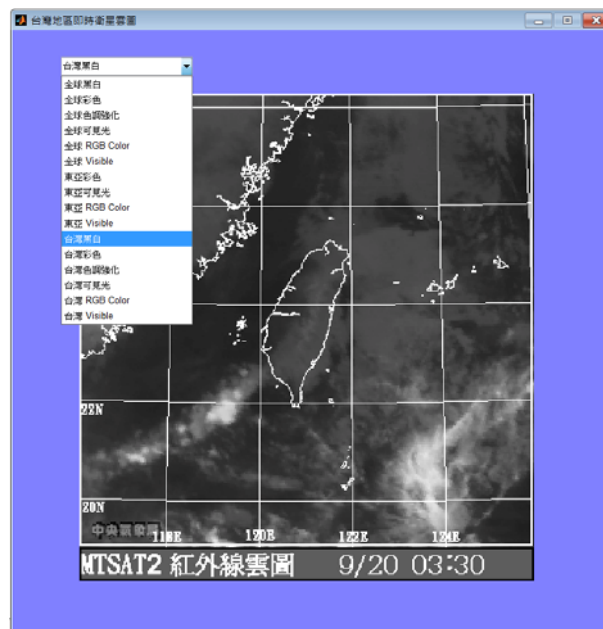 台灣地區即時衛星雲圖
台灣黑白
全球黑白
全球彩色
全球色調強化
全球可見光
全球 RGB Color
全球 Visible
東亞彩色
東亞可見光
東亞 RGB Color
東亞 Visible
台灣黑白
台灣彩色
台灣色調強化
台灣可見光
台灣 RGB Color
台灣 Visible
22N
20N
中央氣象局
118E 120E 122E 124E
MTSAT2 紅外線雲圖 9/20 03:30